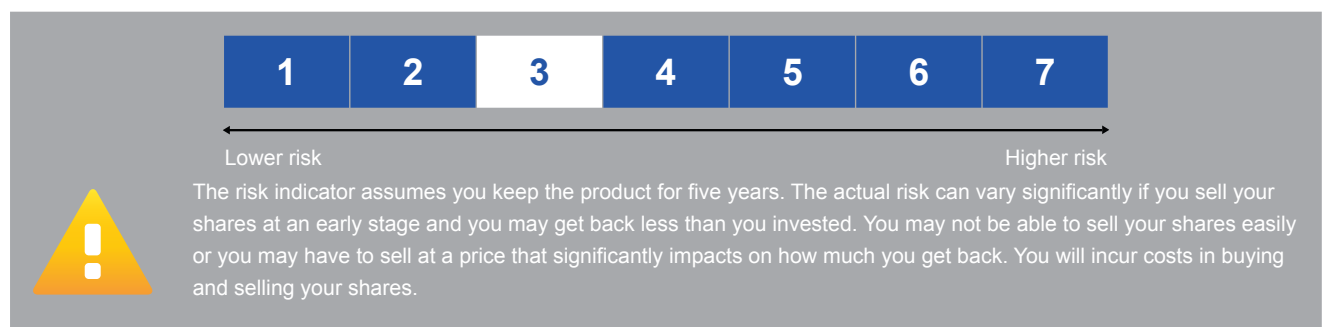 1 2 3 4 5 6 7
Lower risk Higher risk
The risk indicator assumes you keep the product for five years. The actual risk can vary significantly if you sell your
shares at an early stage and you may get back less than you invested. You may not be able to sell your shares easily
or you may have to sell at a price that significantly impacts on how much you get back. You will incur costs in buying
and selling your shares.